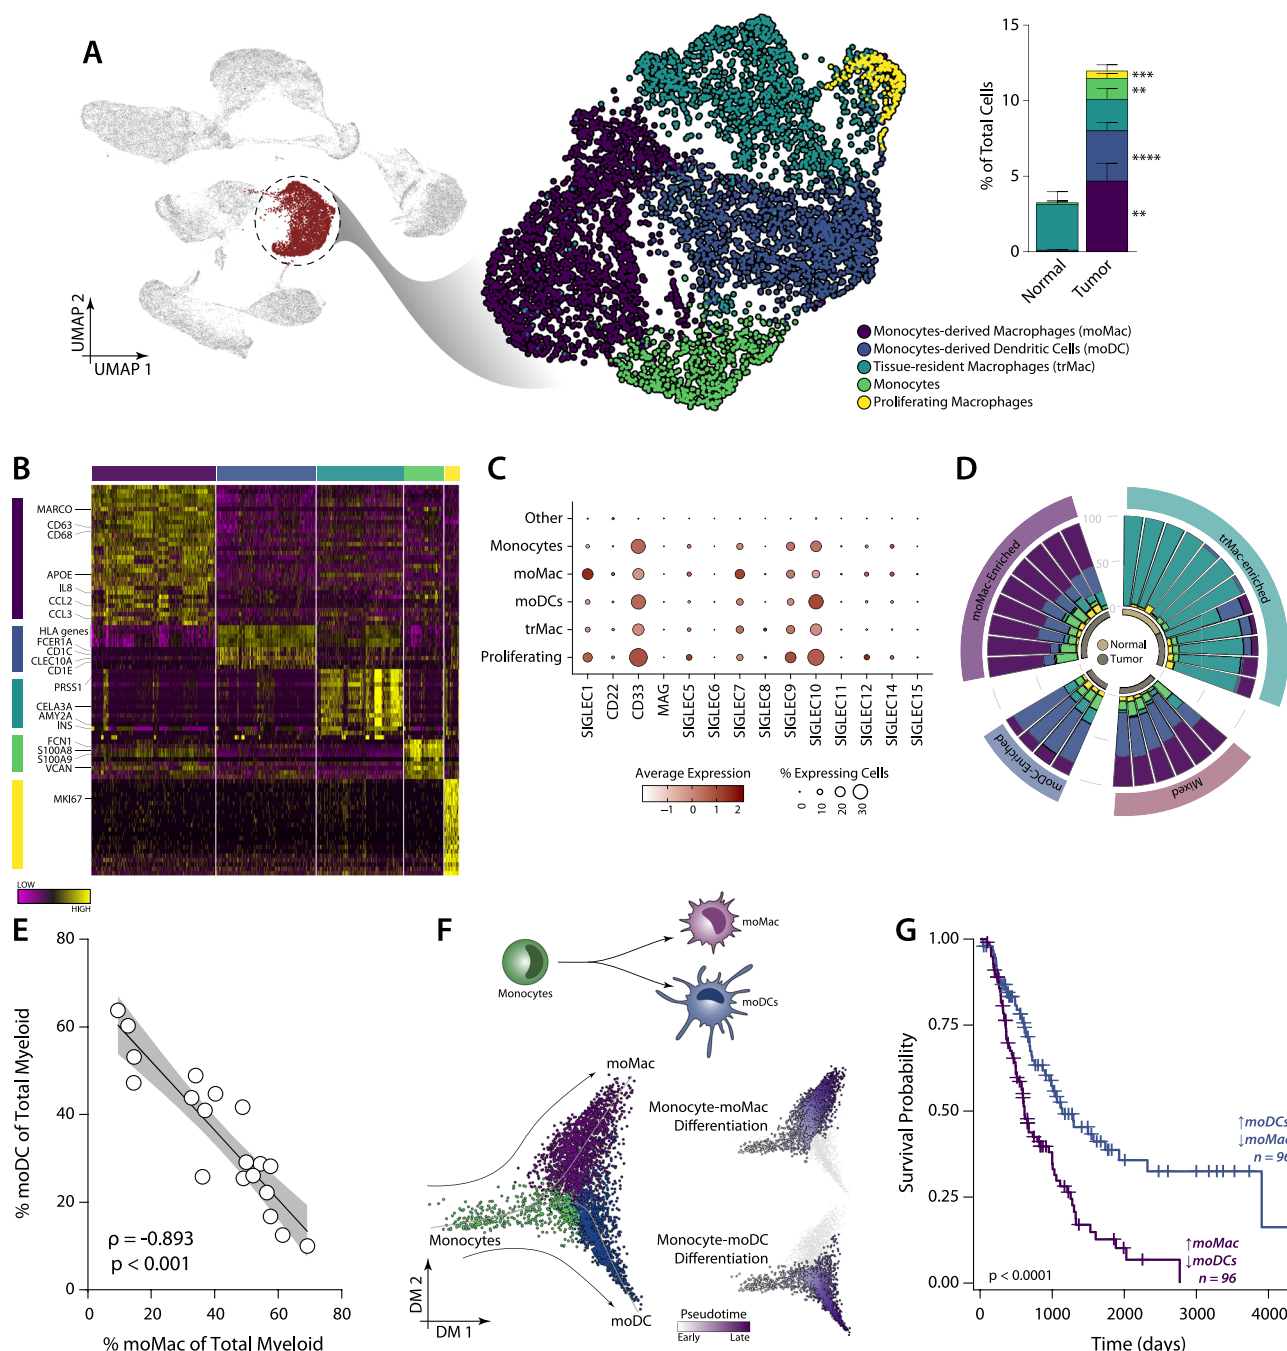 A
UMAP 2
UMAP 1
% of Total Cells
15
10
5
0
***
**
****
**
Normal
Tumor
Monocytes-derived Macrophages (moMac)
Monocytes-derived Dendritic Cells (moDC)
Tissue-resident Macrophages (trMac)
Monocytes
Proliferating Macrophages
B
MARCO
CD63
CD68
APOE
IL8
CCL2
CCL3
HLA genes
FCER1A
CD1C
CLEC10A
CD1E
PRSS1
CELA3A
AMY2A
INS
FCN1
S100A8
S100A9
VCAN
MKI67
LOW
HIGH
C
Other
Monocytes
moMac
moDCs
trMac
Proliferating
SIGLEC1
CD22
CD33
MAG
SIGLEC5
SIGLEC6
SIGLEC7
SIGLEC8
SIGLEC9
SIGLEC10
SIGLEC11
SIGLEC12
SIGLEC14
SIGLEC15
Average Expression
−1 0 1 2
% Expressing Cells
0
10
20
30
D
moMac-Enriched
trMac-enriched
moDC-Enriched
Mixed
100
50
0
Normal
Tumor
E
% moDC of Total Myeloid
80
60
40
20
0
ρ = -0.893
p < 0.001
0 20 40 60 80
% moMac of Total Myeloid
F
Monocytes
moMac
moDCs
moMac
Monocytes
moDC
DM 2
DM 1
Monocyte-moMac
Differentiation
Monocyte-moDC
Differentiation
Pseudotime
Early Late
G
Survival Probability
1.00
0.75
0.50
0.25
0.00
↑moDCs
↓moMac
n = 96
↑moMac
↓moDCs
n = 96
p < 0.0001
0 1000 2000 3000 4000
Time (days)